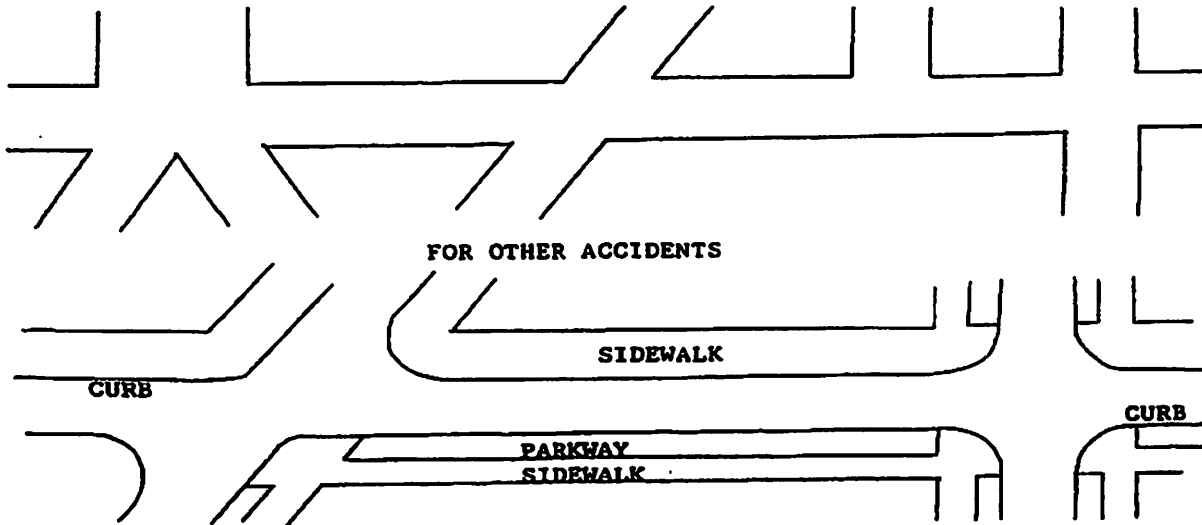 FOR OTHER ACCIDENTS
SIDEWALK
CURB
CURB
PARKWAY
SIDEWALK